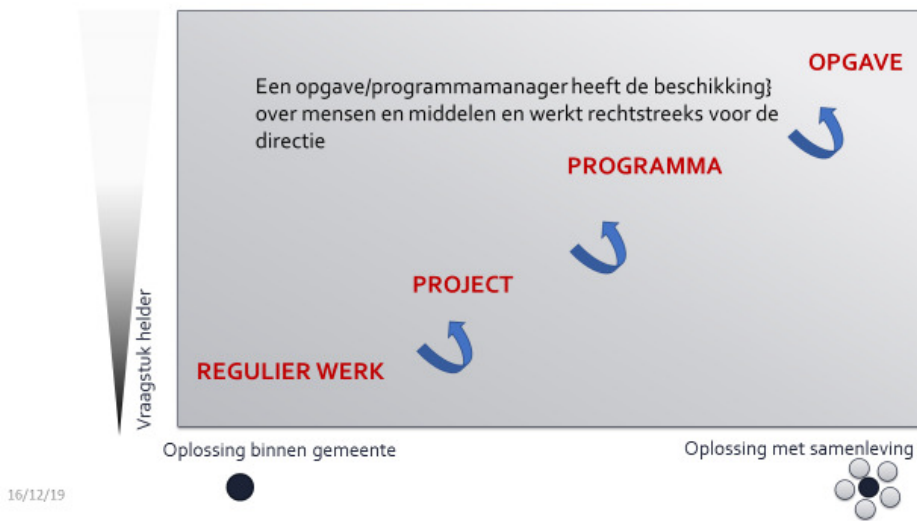 OPGAVE
Een opgave/programmamanager heeft de beschikking}
over mensen en middelen en werkt rechtstreeks voor de
directie
PROGRAMMA
PROJECT
REGULIER WERK
Vraagstuk helder
Oplossing binnen gemeente
Oplossing met samenleving
16/12/19